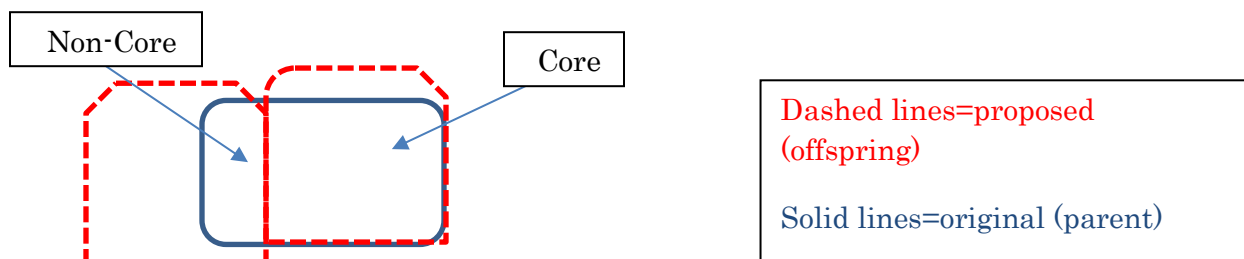 Non-Core
Core
Dashed lines=proposed
(offspring)
Solid lines=original (parent)